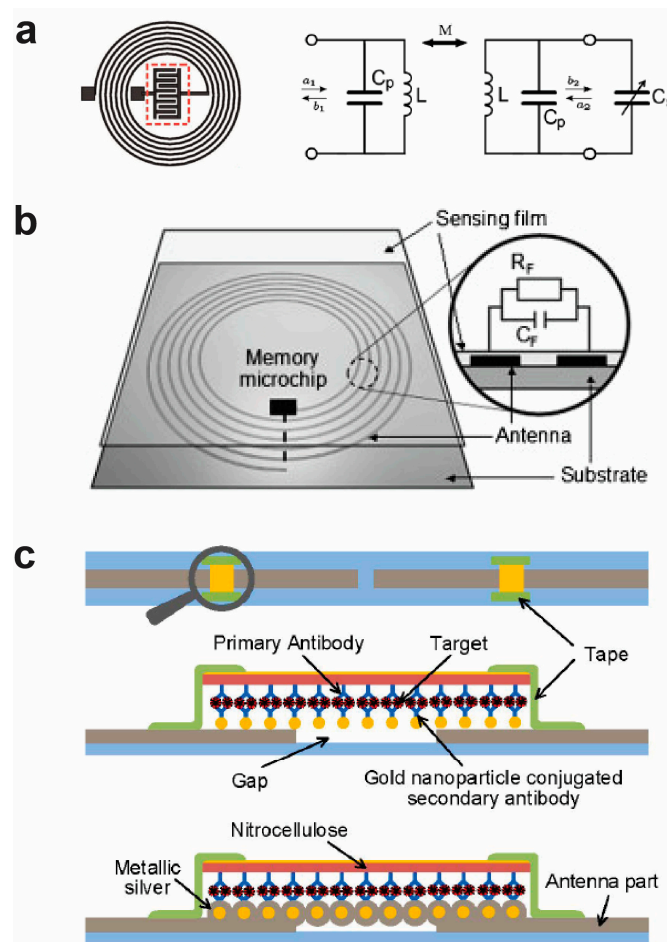 a
M
a₁
b₁
Cp
L
L
Cp
b₂
a₂
b
Sensing film
RF
CF
Memory
microchip
Antenna
Substrate
c
Primary Antibody
Target
Tape
Gap
Gold nanoparticle conjugated
secondary antibody
Nitrocellulose
Metallic
silver
Antenna part